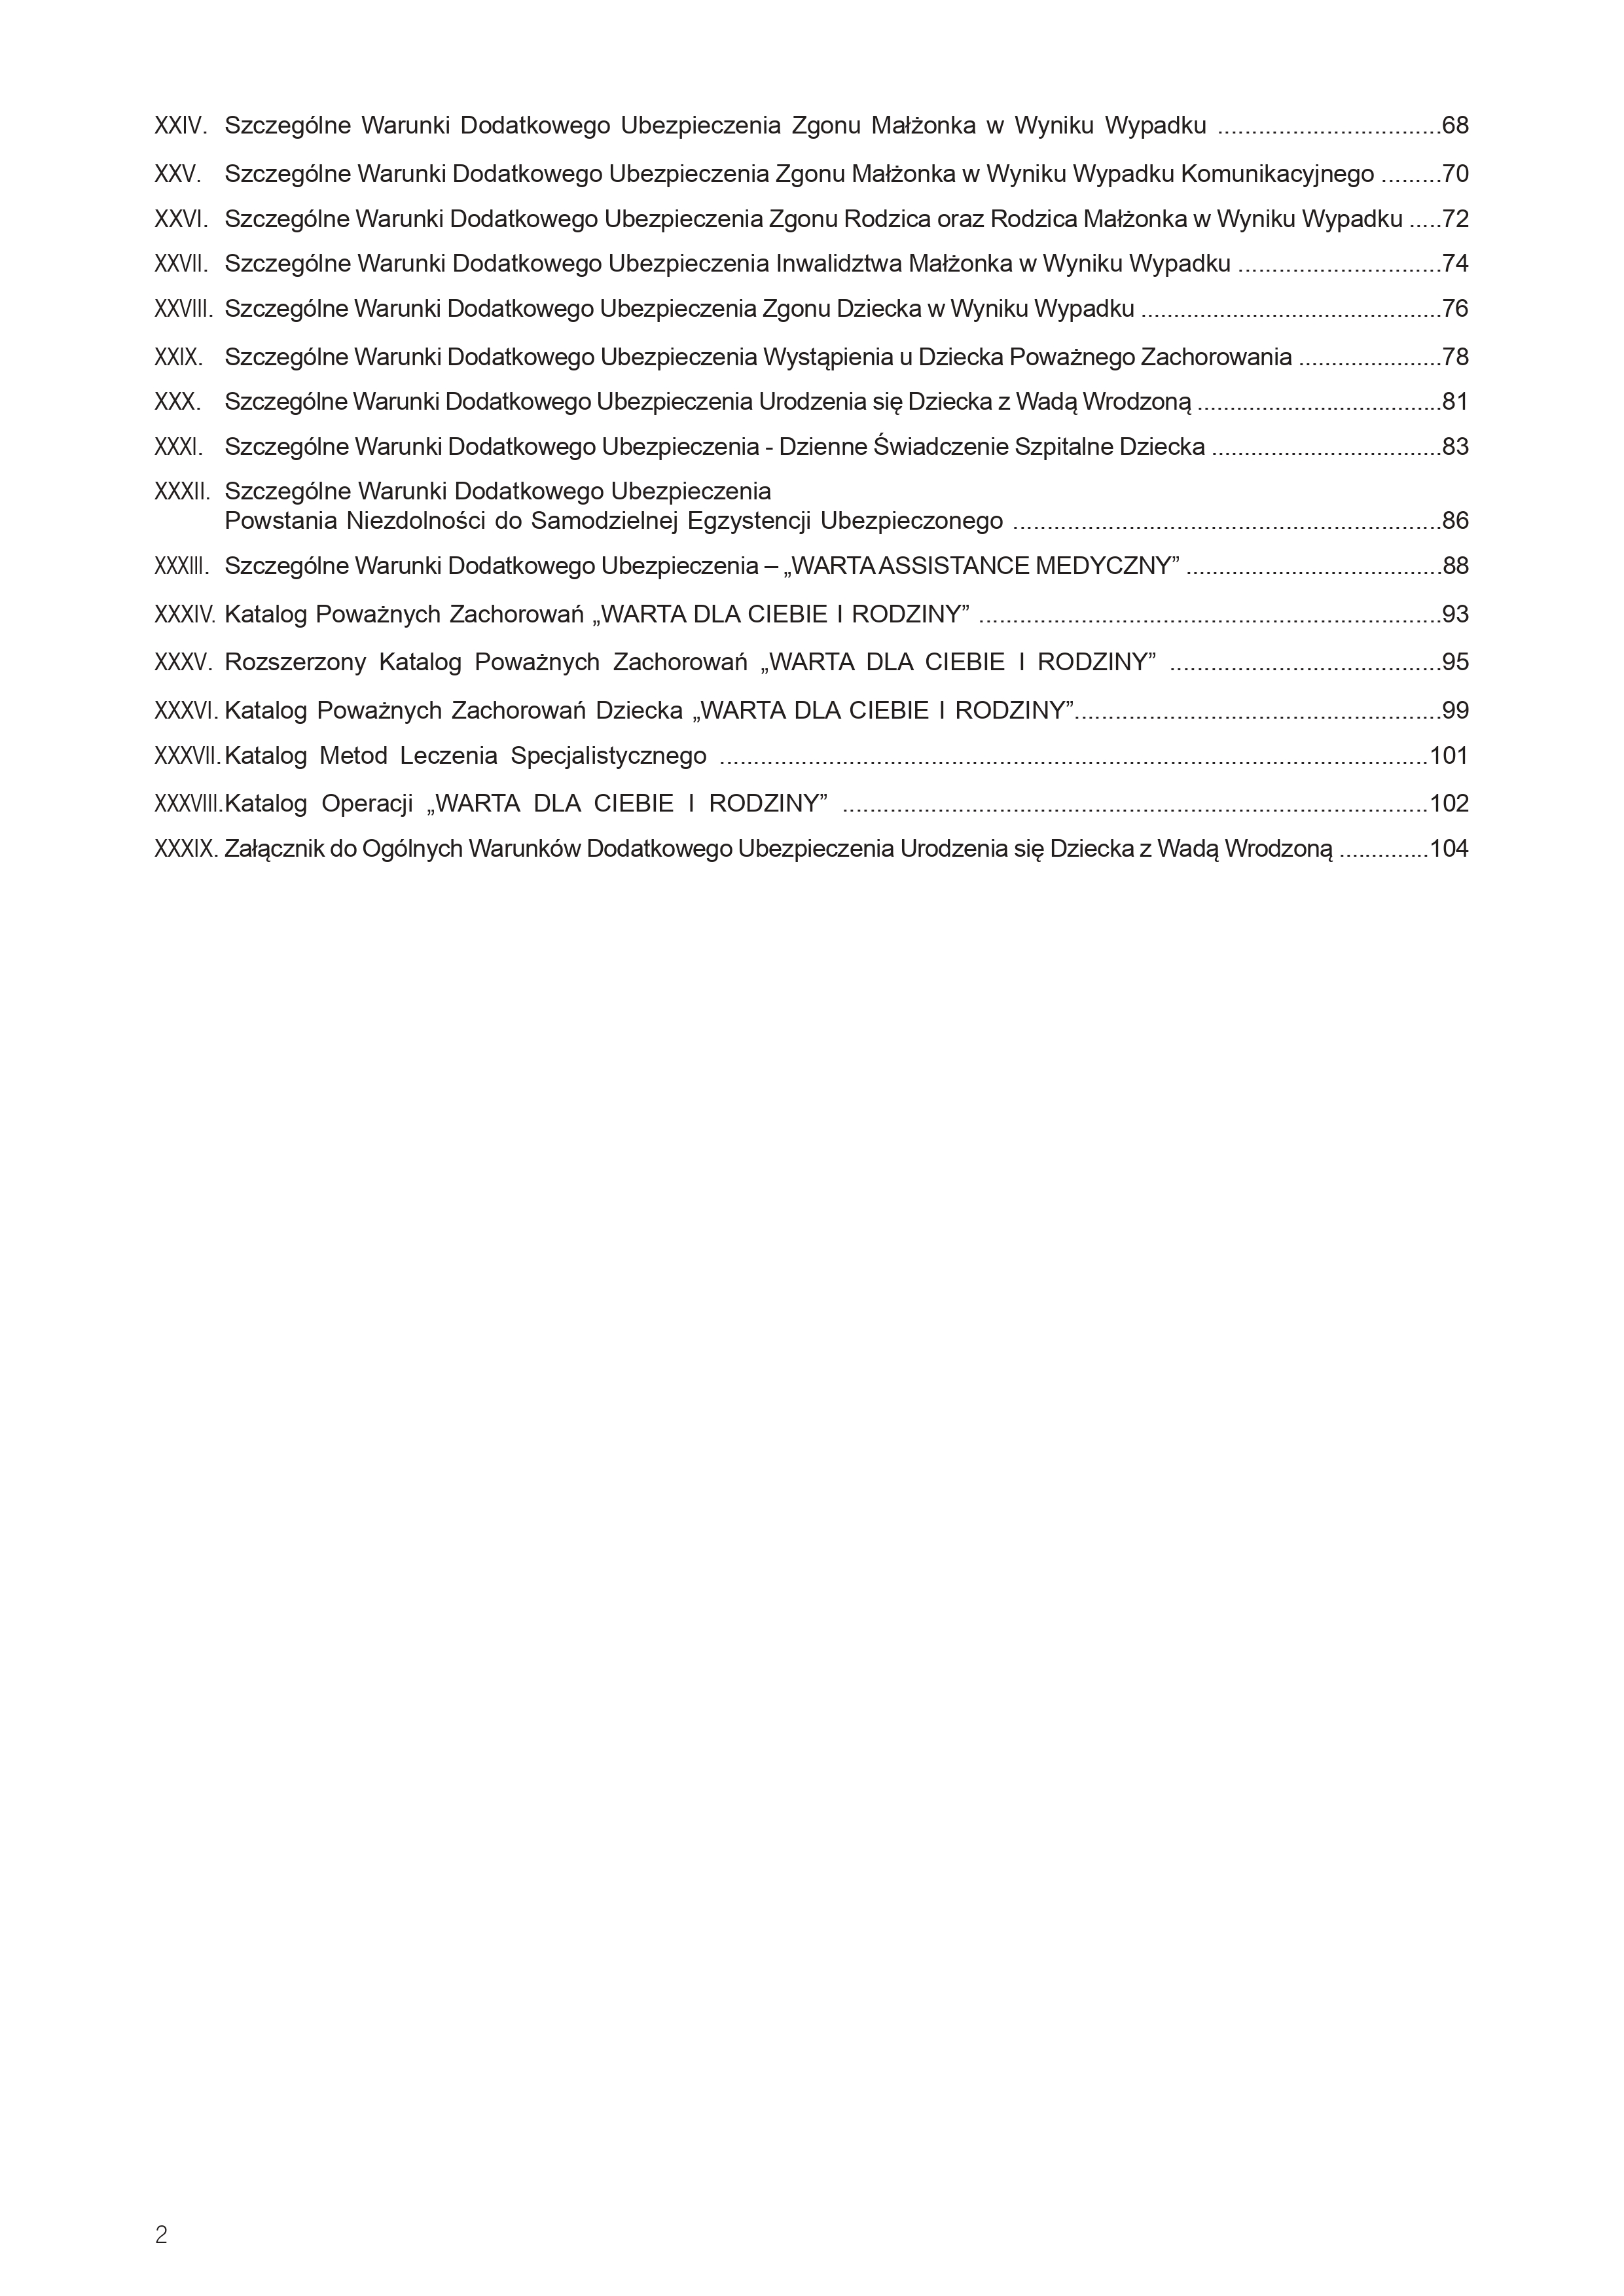 XXIV. Szczególne Warunki Dodatkowego Ubezpieczenia Zgonu Małżonka w Wyniku Wypadku .................................68
XXV. Szczególne Warunki Dodatkowego Ubezpieczenia Zgonu Małżonka w Wyniku Wypadku Komunikacyjnego .........70
XXVI. Szczególne Warunki Dodatkowego Ubezpieczenia Zgonu Rodzica oraz Rodzica Małżonka w Wyniku Wypadku .....72
XXVII. Szczególne Warunki Dodatkowego Ubezpieczenia Inwalidztwa Małżonka w Wyniku Wypadku ..............................74
XXVIII. Szczególne Warunki Dodatkowego Ubezpieczenia Zgonu Dziecka w Wyniku Wypadku ..............................................76
XXIX. Szczególne Warunki Dodatkowego Ubezpieczenia Wystąpienia u Dziecka Poważnego Zachorowania ......................78
XXX. Szczególne Warunki Dodatkowego Ubezpieczenia Urodzenia się Dziecka z Wadą Wrodzoną ......................................81
XXXI. Szczególne Warunki Dodatkowego Ubezpieczenia - Dzienne Świadczenie Szpitalne Dziecka ...................................83
XXXII. Szczególne Warunki Dodatkowego Ubezpieczenia
Powstania Niezdolności do Samodzielnej Egzystencji Ubezpieczonego ...............................................................86
XXXIII. Szczególne Warunki Dodatkowego Ubezpieczenia – „WARTA ASSISTANCE MEDYCZNY” ......................................88
XXXIV. Katalog Poważnych Zachorowań „WARTA DLA CIEBIE I RODZINY” ....................................................................93
XXXV. Rozszerzony Katalog Poważnych Zachorowań „WARTA DLA CIEBIE I RODZINY” ........................................95
XXXVI. Katalog Poważnych Zachorowań Dziecka „WARTA DLA CIEBIE I RODZINY”......................................................99
XXXVII. Katalog Metod Leczenia Specjalistycznego ........................................................................................................101
XXXVIII. Katalog Operacji „WARTA DLA CIEBIE I RODZINY” ......................................................................................102
XXXIX. Załącznik do Ogólnych Warunków Dodatkowego Ubezpieczenia Urodzenia się Dziecka z Wadą Wrodzoną ..............104
2